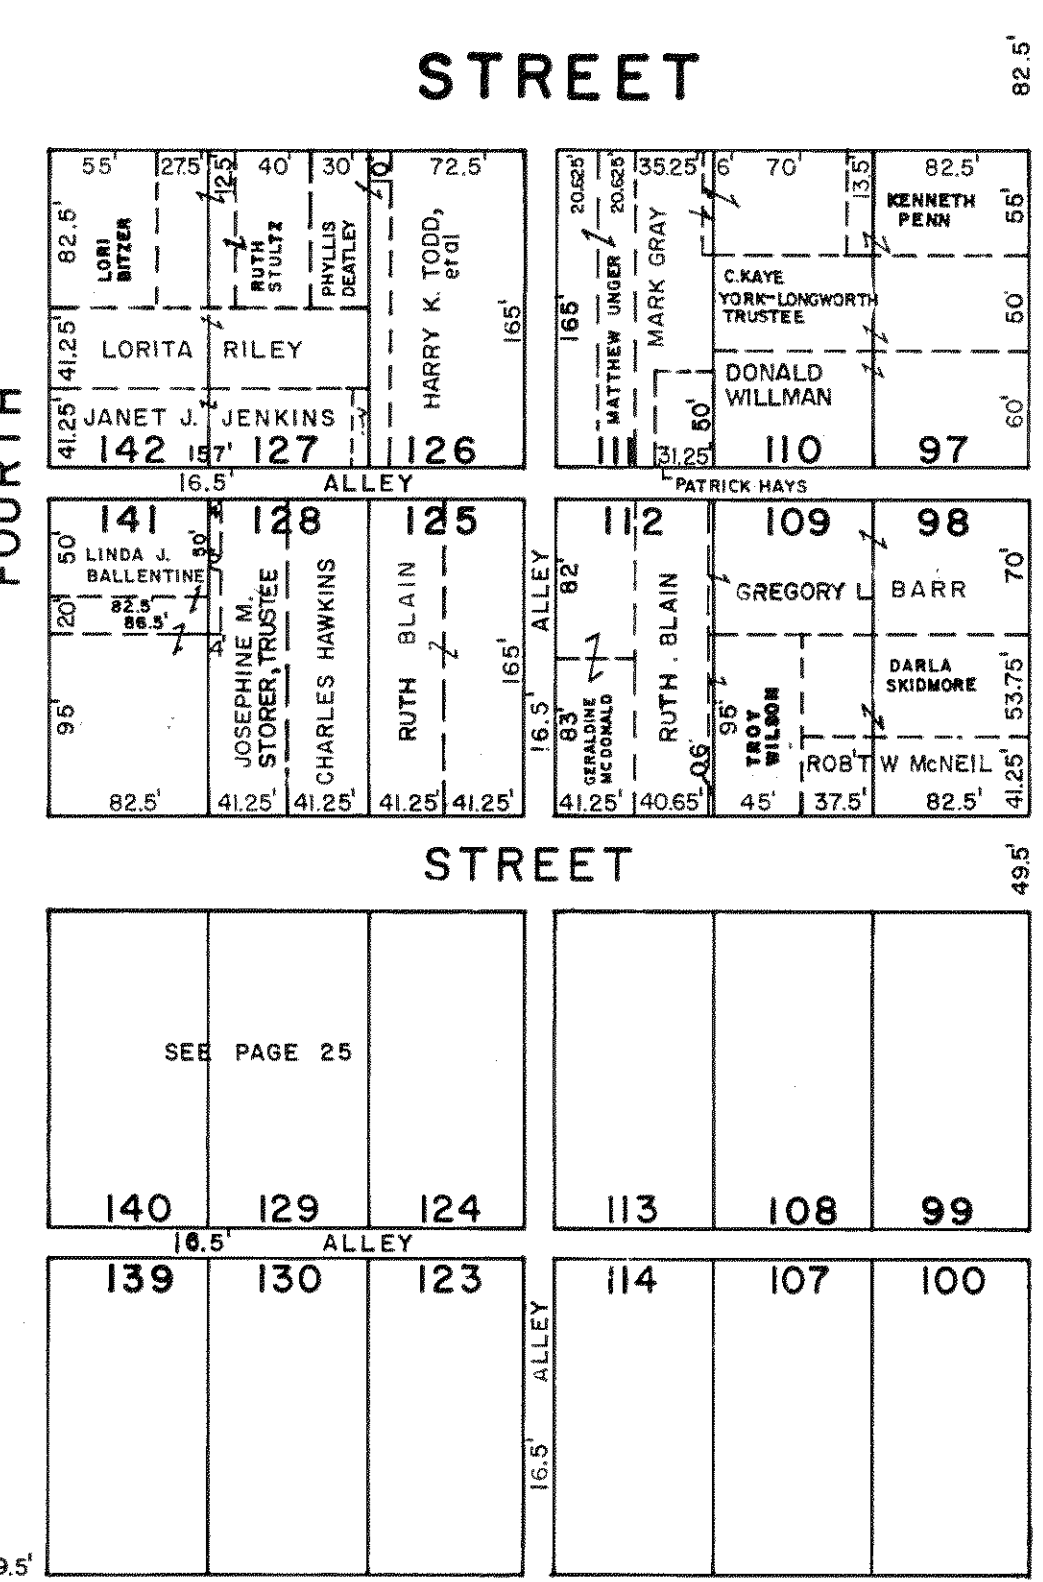 STREET
82.5'
55'
27.5'
12.5'
40'
30'
10'
72.5'
82.5'
LORI
BITZER
RUTH
STULTZ
PHYLLIS
DEATLEY
HARRY K. TODD,
et al
165'
41.25'
LORITA RILEY
41.25'
JANET J. JENKINS
142
157'
127
126
20.625'
20.625'
35.25'
6'
70'
13.5'
82.5'
165'
MATTHEW UNGER
MARK GRAY
KENNETH
PENN
55'
C.KAYE
YORK-LONGWORTH
TRUSTEE
50'
DONALD
WILLMAN
60'
50'
111
31.25'
110
97
PATRICK HAYS
FOURTH
16.5'
ALLEY
141
128
125
50'
LINDA J.
BALLENTINE
50'
20'
82.5'
86.5'
4'
95'
JOSEPHINE M.
STORER, TRUSTEE
CHARLES HAWKINS
RUTH BLAIN
165'
82.5'
41.25'
41.25'
41.25'
41.25'
16.5' ALLEY
112
109
98
82'
83'
GERALDINE
MCDONALD
RUTH BLAIN
GREGORY L. BARR
70'
95'
TROY
WILSON
DARLA
SKIDMORE
53.75'
ROB'T W McNEIL
41.25'
0.6'
41.25'
40.65'
45'
37.5'
82.5'
STREET
49.5'
SEE PAGE 25
140
129
124
113
108
99
16.5'
ALLEY
139
130
123
114
107
100
16.5' ALLEY
9.5'